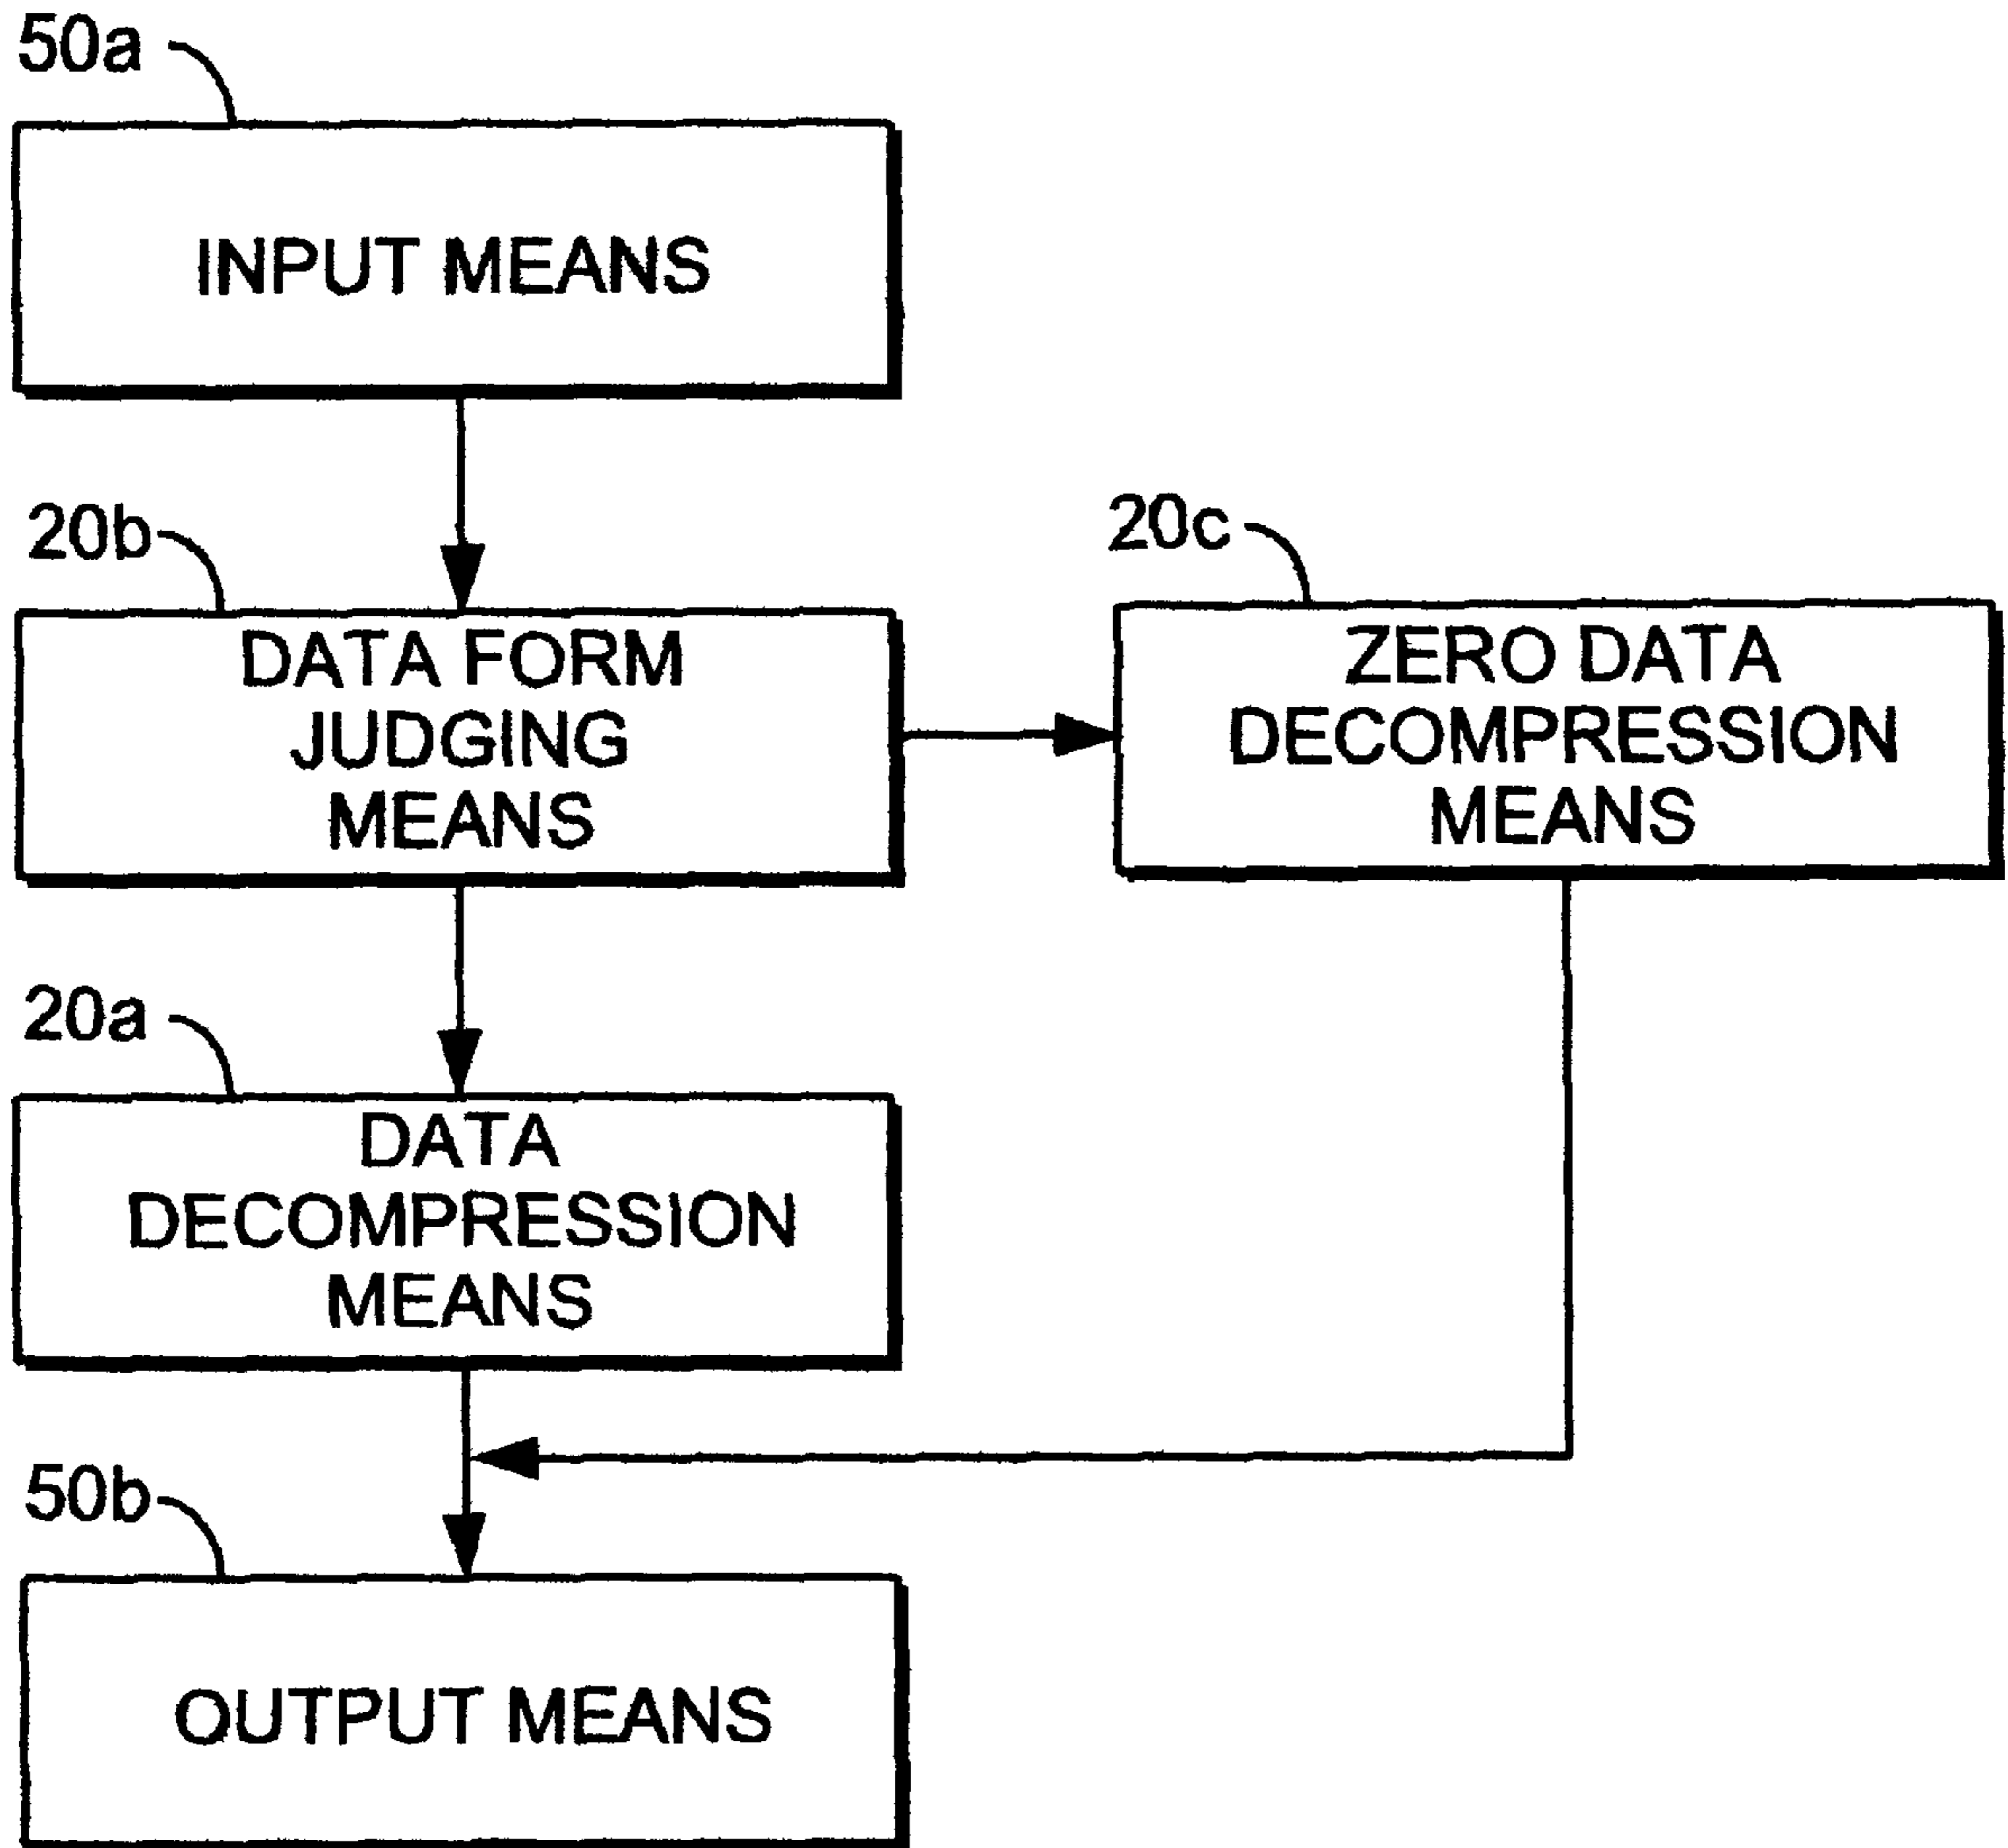 50a
INPUT MEANS
20b
DATA FORM
JUDGING
MEANS
20c
ZERO DATA
DECOMPRESSION
MEANS
20a
DATA
DECOMPRESSION
MEANS
50b
OUTPUT MEANS